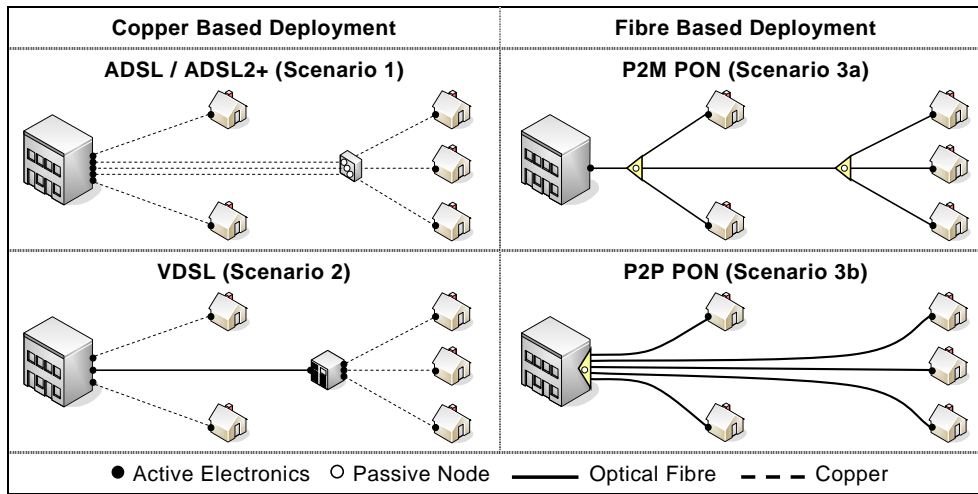 Copper Based Deployment
Fibre Based Deployment
ADSL / ADSL2+ (Scenario 1)
P2M PON (Scenario 3a)
VDSL (Scenario 2)
P2P PON (Scenario 3b)
Active Electronics
Passive Node
Optical Fibre
Copper